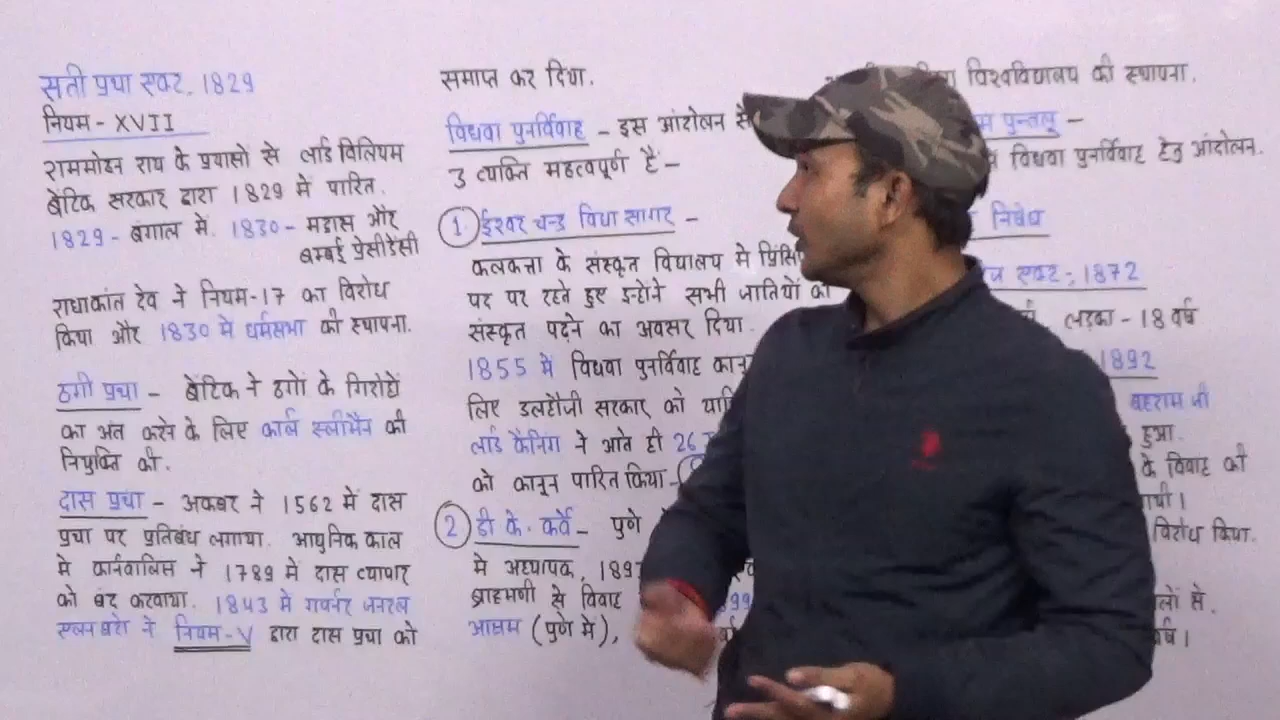 सती प्रथा एक्ट, 1829
नियम - XVII
राममोहन राय के प्रयासों से लार्ड विलियम
बेंटिक सरकार द्वारा 1829 में पारित.
1829 - बंगाल में. 1830 - मद्रास और
बम्बई प्रेसीडेंसी
राधाकांत देव ने नियम-17 का विरोध
किया और 1830 में धर्मसभा की स्थापना.
ठगी प्रथा - बेंटिक ने ठगों के गिरोहों
का अंत करने के लिए कार्ल स्लीमैन की
नियुक्ति की.
दास प्रथा - अकबर ने 1562 में दास
प्रथा पर प्रतिबंध लगाया. आधुनिक काल
मे कार्नवालिस ने 1789 में दास व्यापार
को बंद करवाया. 1843 में गवर्नर जनरल
एलनबरो ने नियम-V द्वारा दास प्रथा को
समाप्त कर दिया.
विधवा पुनर्विवाह - इस आंदोलन से
3 व्यक्ति महत्वपूर्ण हैं -
1. ईश्वर चन्द्र विद्या सागर -
कलकत्ता के संस्कृत विद्यालय मे
पद पर रहते हुए उन्होंने सभी जातियों को
संस्कृत पढ़ने का अवसर दिया.
1855 में विधवा पुनर्विवाह
लिए डलहौजी सरकार को
लार्ड कैनिंग ने आते ही 26
को कानून पारित किया -
2 डी. के. कर्वे - पुणे
मे अध्यापक, 189
ब्राह्मणी से विवाह 99
आश्रम (पुणे में),
विश्वविद्यालय की स्थापना.
पुन्तलू -
विधवा पुनर्विवाह हेतु आंदोलन.
निषेध
एक्ट, 1872
लड़का - 18 वर्ष
1892
बहराम जी
हुआ.
के विवाह की
विरोध किया.
से.